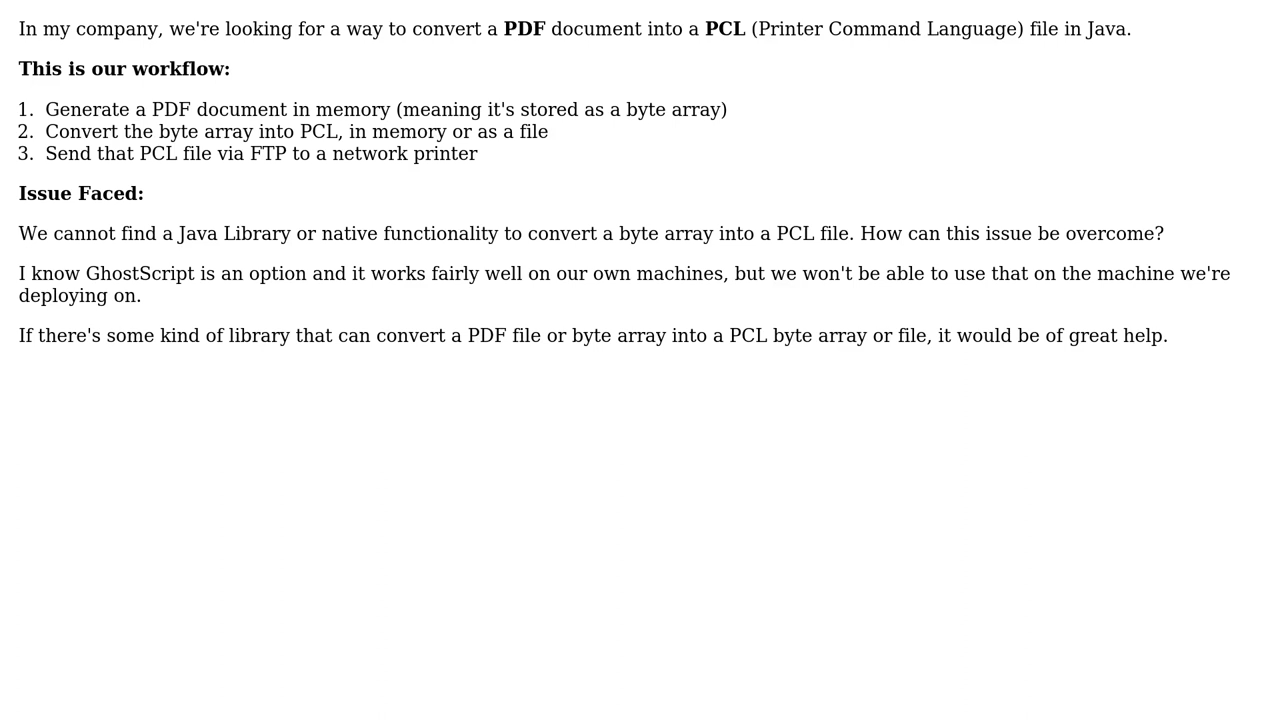 In my company, we're looking for a way to convert a PDF document into a PCL (Printer Command Language) file in Java.
This is our workflow:
1. Generate a PDF document in memory (meaning it's stored as a byte array)
2. Convert the byte array into PCL, in memory or as a file
3. Send that PCL file via FTP to a network printer
Issue Faced:
We cannot find a Java Library or native functionality to convert a byte array into a PCL file. How can this issue be overcome?
I know GhostScript is an option and it works fairly well on our own machines, but we won't be able to use that on the machine we're
deploying on.
If there's some kind of library that can convert a PDF file or byte array into a PCL byte array or file, it would be of great help.